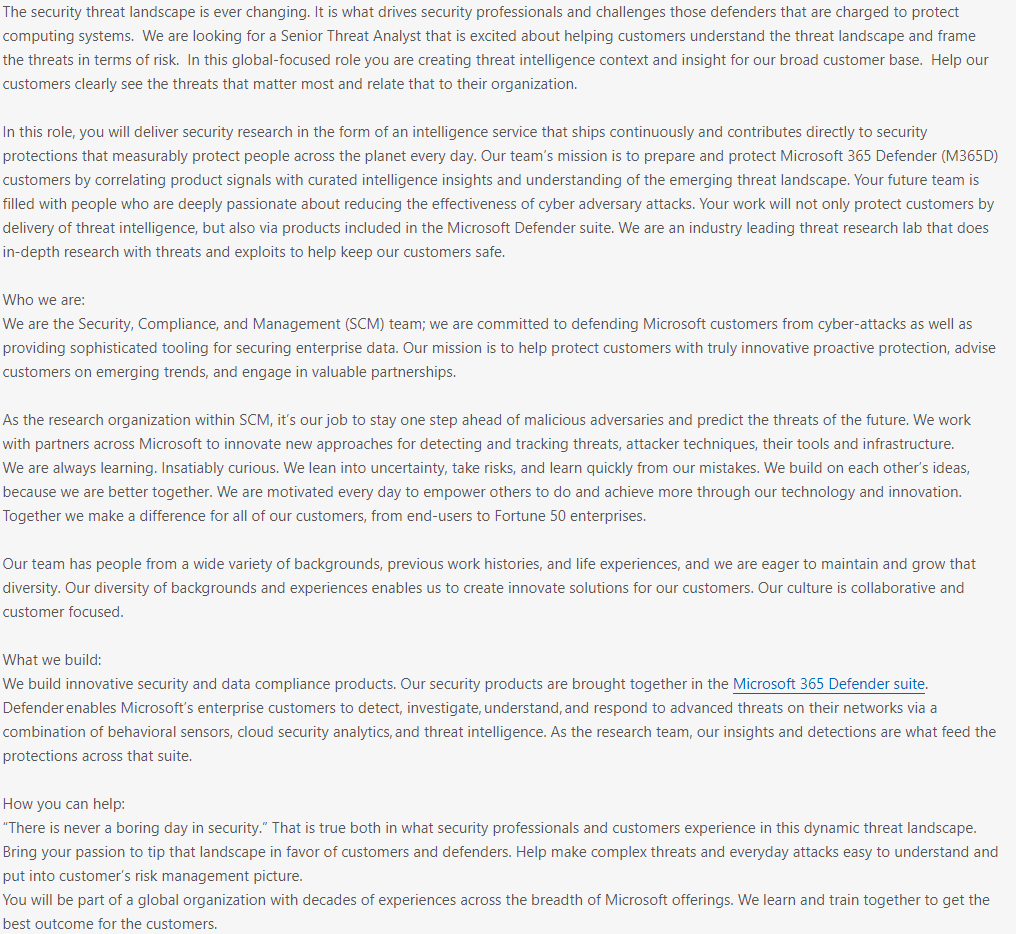 The security threat landscape is ever changing. It is what drives security professionals and challenges those defenders that are charged to protect
computing systems.  We are looking for a Senior Threat Analyst that is excited about helping customers understand the threat landscape and frame
the threats in terms of risk.  In this global-focused role you are creating threat intelligence context and insight for our broad customer base.  Help our
customers clearly see the threats that matter most and relate that to their organization.
In this role, you will deliver security research in the form of an intelligence service that ships continuously and contributes directly to security
protections that measurably protect people across the planet every day. Our team’s mission is to prepare and protect Microsoft 365 Defender (M365D)
customers by correlating product signals with curated intelligence insights and understanding of the emerging threat landscape. Your future team is
filled with people who are deeply passionate about reducing the effectiveness of cyber adversary attacks. Your work will not only protect customers by
delivery of threat intelligence, but also via products included in the Microsoft Defender suite. We are an industry leading threat research lab that does
in-depth research with threats and exploits to help keep our customers safe.
Who we are:
We are the Security, Compliance, and Management (SCM) team; we are committed to defending Microsoft customers from cyber-attacks as well as
providing sophisticated tooling for securing enterprise data. Our mission is to help protect customers with truly innovative proactive protection, advise
customers on emerging trends, and engage in valuable partnerships.
As the research organization within SCM, it’s our job to stay one step ahead of malicious adversaries and predict the threats of the future. We work
with partners across Microsoft to innovate new approaches for detecting and tracking threats, attacker techniques, their tools and infrastructure.
We are always learning. Insatiably curious. We lean into uncertainty, take risks, and learn quickly from our mistakes. We build on each other’s ideas,
because we are better together. We are motivated every day to empower others to do and achieve more through our technology and innovation.
Together we make a difference for all of our customers, from end-users to Fortune 50 enterprises.
Our team has people from a wide variety of backgrounds, previous work histories, and life experiences, and we are eager to maintain and grow that
diversity. Our diversity of backgrounds and experiences enables us to create innovate solutions for our customers. Our culture is collaborative and
customer focused.
What we build:
We build innovative security and data compliance products. Our security products are brought together in the Microsoft 365 Defender suite.
Defender enables Microsoft’s enterprise customers to detect, investigate, understand, and respond to advanced threats on their networks via a
combination of behavioral sensors, cloud security analytics, and threat intelligence. As the research team, our insights and detections are what feed the
protections across that suite.
How you can help:
“There is never a boring day in security.” That is true both in what security professionals and customers experience in this dynamic threat landscape.
Bring your passion to tip that landscape in favor of customers and defenders. Help make complex threats and everyday attacks easy to understand and
put into customer’s risk management picture.
You will be part of a global organization with decades of experiences across the breadth of Microsoft offerings. We learn and train together to get the
best outcome for the customers.